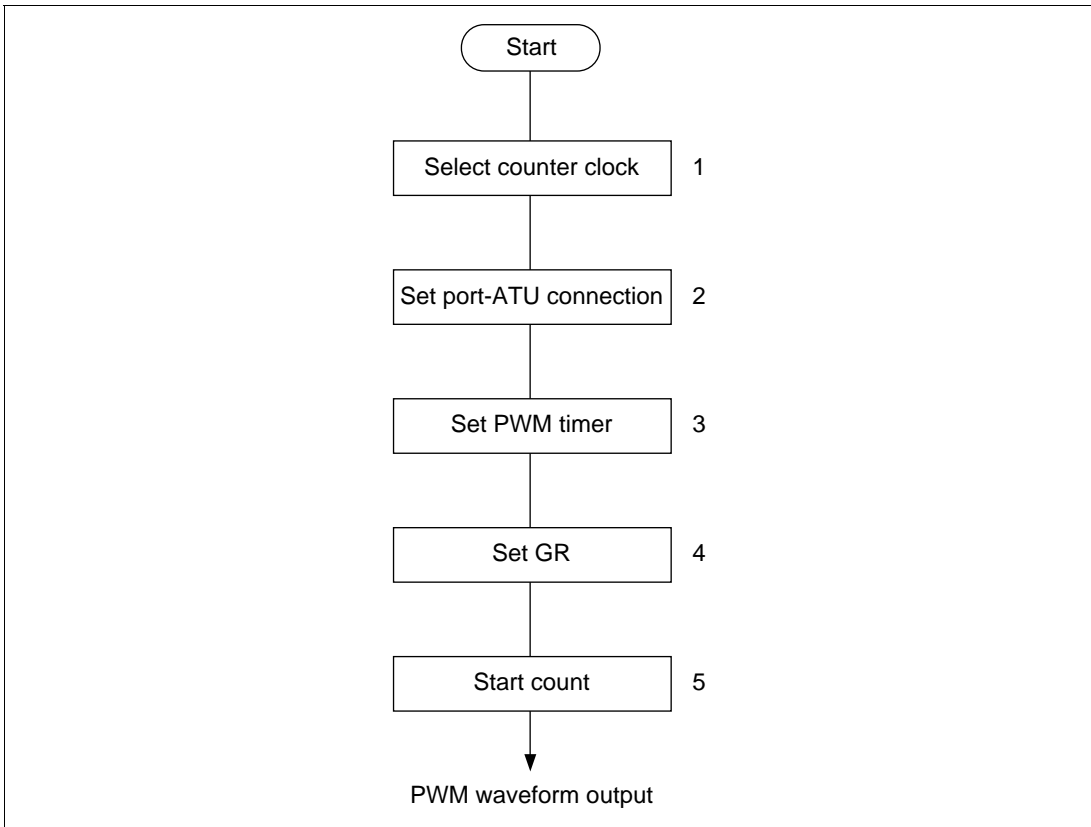 Start
Select counter clock 1
Set port-ATU connection 2
Set PWM timer 3
Set GR 4
Start count 5
PWM waveform output